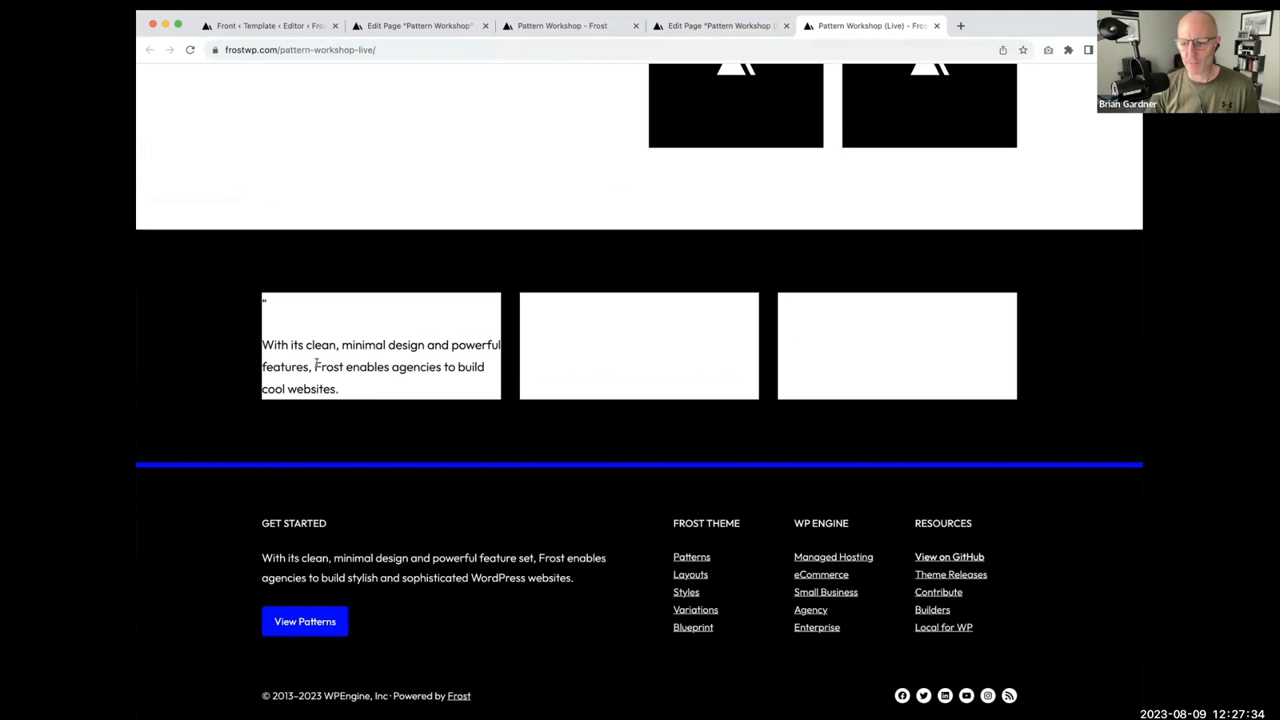 Front ‹ Template ‹ Editor ‹ Fro
Edit Page "Pattern Workshop"
Pattern Workshop - Frost
Edit Page "Pattern Workshop (
Pattern Workshop (Live) - Fros
frostwp.com/pattern-workshop-live/
Brian Gardner
"
With its clean, minimal design and powerful
features, Frost enables agencies to build
cool websites.
GET STARTED
With its clean, minimal design and powerful feature set, Frost enables
agencies to build stylish and sophisticated WordPress websites.
View Patterns
FROST THEME
Patterns
Layouts
Styles
Variations
Blueprint
WP ENGINE
Managed Hosting
eCommerce
Small Business
Agency
Enterprise
RESOURCES
View on GitHub
Theme Releases
Contribute
Builders
Local for WP
© 2013–2023 WPEngine, Inc · Powered by Frost
2023-08-09 12:27:34